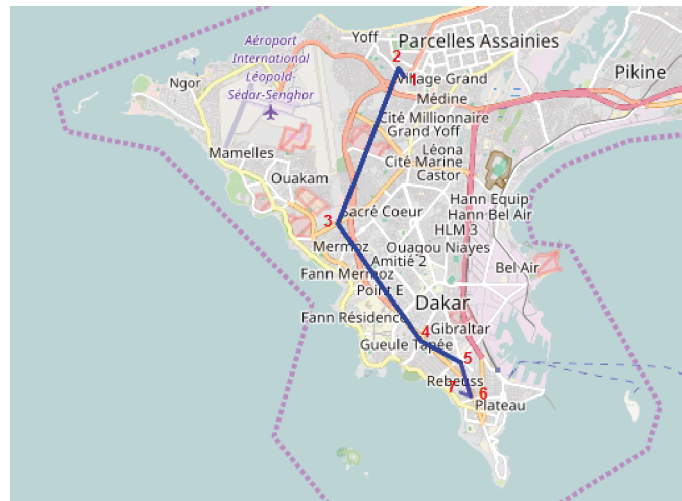 Yoff
Parcelles Assainies
Aéroport
International
Léopold-
Sédar-Senghor
2
1
Village Grand
Pikine
Ngor
Médine
Cité Millionnaire
Grand Yoff
Mamelles
Léona
Cité Marine
Castor
Ouakam
Hann Equip
Hann Bel Air
3
Sacré Coeur
HLM 3
Mermoz
Ouagou Niayes
Amitié 2
Fann Mermoz
Bel Air
Point E
Dakar
Fann Résidence
4
Gibraltar
Gueule Tapée
5
Rebeuss
7
6
Plateau